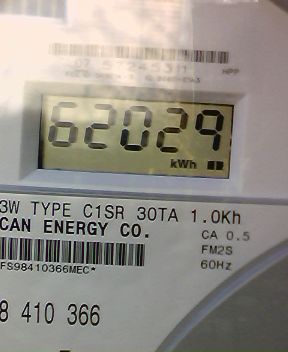 HPP
62029
kWh
3W TYPE C1SR 30TA 1.0Kh
CAN ENERGY CO.
CA 0.5
FM2S
60Hz
FS98410366MEC*
8 410 366